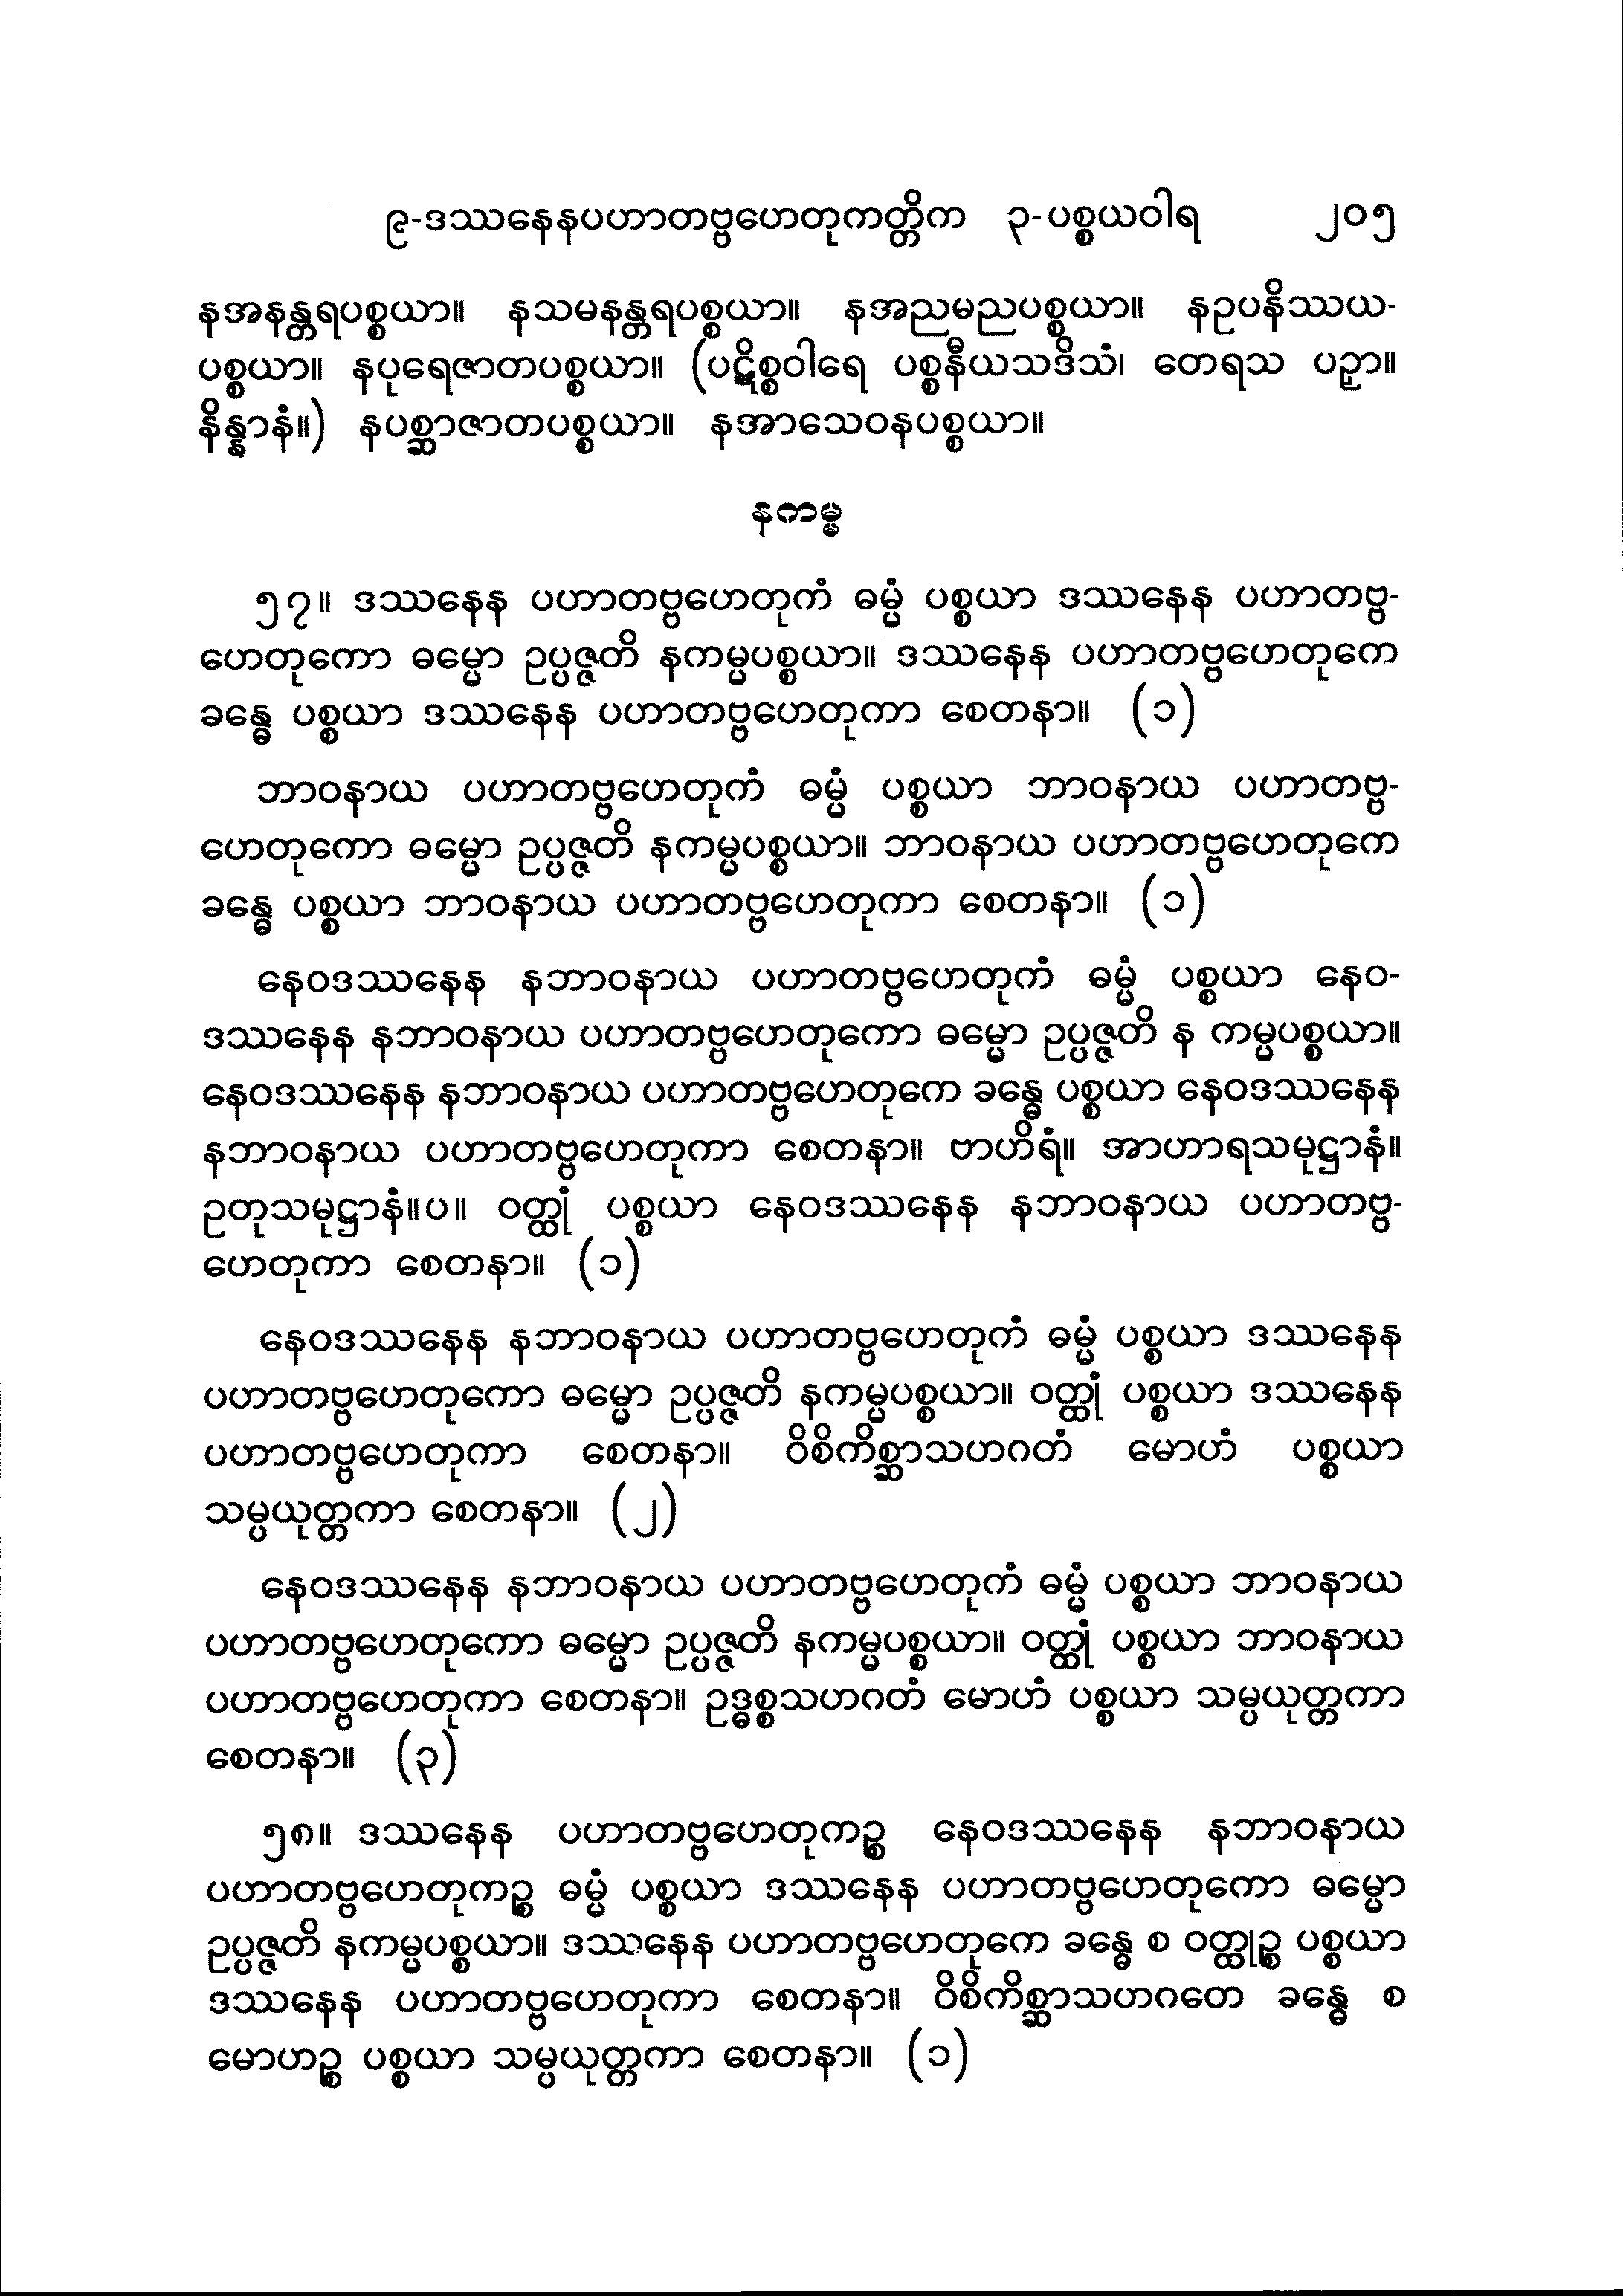 ၉-ဒဿနေနပဟာတဗ္ဗဟေတုကတ္တိက ၃-ပစ္စယဝါရ ၂၀၅
နအနန္တရပစ္စယာ။ နသမနန္တရပစ္စယာ။ နအညမညပစ္စယာ။ နဥပနိဿယ-
ပစ္စယာ။ နပုရေဇာတပစ္စယာ။ (ပဋိစ္စဝါရေ ပစ္စနီယသဒိသံ၊ တေရသ ပဉှာ။
နိန္နာနံ။) နပစ္ဆာဇာတပစ္စယာ။ နအာသေဝနပစ္စယာ။
နကမ္မ
၅၇။ ဒဿနေန ပဟာတဗ္ဗဟေတုကံ ဓမ္မံ ပစ္စယာ ဒဿနေန ပဟာတဗ္ဗ-
ဟေတုကော ဓမ္မော ဥပ္ပဇ္ဇတိ နကမ္မပစ္စယာ။ ဒဿနေန ပဟာတဗ္ဗဟေတုကေ
ခန္ဓေ ပစ္စယာ ဒဿနေန ပဟာတဗ္ဗဟေတုကာ စေတနာ။ (၁)
ဘာဝနာယ ပဟာတဗ္ဗဟေတုကံ ဓမ္မံ ပစ္စယာ ဘာဝနာယ ပဟာတဗ္ဗ-
ဟေတုကော ဓမ္မော ဥပ္ပဇ္ဇတိ နကမ္မပစ္စယာ။ ဘာဝနာယ ပဟာတဗ္ဗဟေတုကေ
ခန္ဓေ ပစ္စယာ ဘာဝနာယ ပဟာတဗ္ဗဟေတုကာ စေတနာ။ (၁)
နေဝဒဿနေန နဘာဝနာယ ပဟာတဗ္ဗဟေတုကံ ဓမ္မံ ပစ္စယာ နေဝ-
ဒဿနေန နဘာဝနာယ ပဟာတဗ္ဗဟေတုကော ဓမ္မော ဥပ္ပဇ္ဇတိ န ကမ္မပစ္စယာ။
နေဝဒဿနေန နဘာဝနာယ ပဟာတဗ္ဗဟေတုကေ ခန္ဓေ ပစ္စယာ နေဝဒဿနေန
နဘာဝနာယ ပဟာတဗ္ဗဟေတုကာ စေတနာ။ ဗာဟိရံ။ အာဟာရသမုဋ္ဌာနံ။
ဥတုသမုဋ္ဌာနံ။ပ။ ဝတ္ထုံ ပစ္စယာ နေဝဒဿနေန နဘာဝနာယ ပဟာတဗ္ဗ-
ဟေတုကာ စေတနာ။ (၁)
နေဝဒဿနေန နဘာဝနာယ ပဟာတဗ္ဗဟေတုကံ ဓမ္မံ ပစ္စယာ ဒဿနေန
ပဟာတဗ္ဗဟေတုကော ဓမ္မော ဥပ္ပဇ္ဇတိ နကမ္မပစ္စယာ။ ဝတ္ထုံ ပစ္စယာ ဒဿနေန
ပဟာတဗ္ဗဟေတုကာ စေတနာ။ ဝိစိကိစ္ဆာသဟဂတံ မောဟံ ပစ္စယာ
သမ္ပယုတ္တကာ စေတနာ။ (၂)
နေဝဒဿနေန နဘာဝနာယ ပဟာတဗ္ဗဟေတုကံ ဓမ္မံ ပစ္စယာ ဘာဝနာယ
ပဟာတဗ္ဗဟေတုကော ဓမ္မော ဥပ္ပဇ္ဇတိ နကမ္မပစ္စယာ။ ဝတ္ထုံ ပစ္စယာ ဘာဝနာယ
ပဟာတဗ္ဗဟေတုကာ စေတနာ။ ဥဒ္ဓစ္စသဟဂတံ မောဟံ ပစ္စယာ သမ္ပယုတ္တကာ
စေတနာ။ (၃)
၅၈။ ဒဿနေန ပဟာတဗ္ဗဟေတုကဉ္စ နေဝဒဿနေန နဘာဝနာယ
ပဟာတဗ္ဗဟေတုကဉ္စ ဓမ္မံ ပစ္စယာ ဒဿနေန ပဟာတဗ္ဗဟေတုကော ဓမ္မော
ဥပ္ပဇ္ဇတိ နကမ္မပစ္စယာ။ ဒဿနေန ပဟာတဗ္ဗဟေတုကေ ခန္ဓေ စ ဝတ္ထုဉ္စ ပစ္စယာ
ဒဿနေန ပဟာတဗ္ဗဟေတုကာ စေတနာ။ ဝိစိကိစ္ဆာသဟဂတေ ခန္ဓေ စ
မောဟဉ္စ ပစ္စယာ သမ္ပယုတ္တကာ စေတနာ။ (၁)